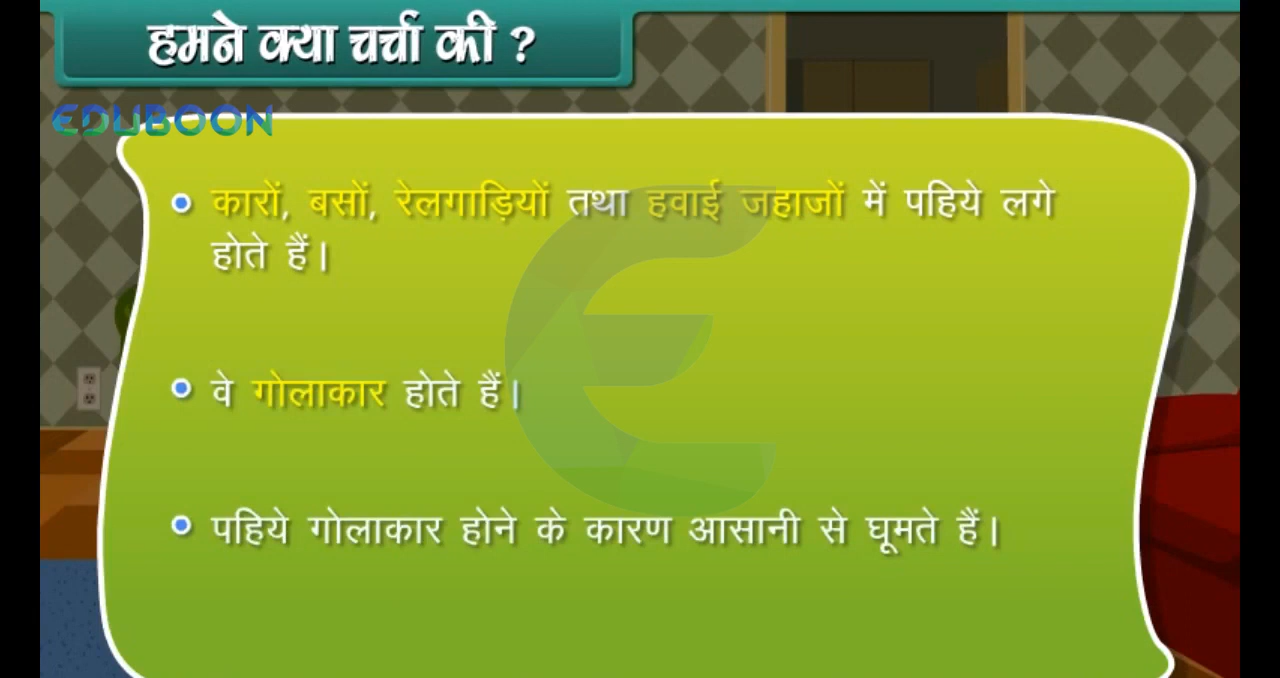 हमने क्या चर्चा की ?
EDUBOON
कारों, बसों, रेलगाड़ियों तथा हवाई जहाजों में पहिये लगे
होते हैं।
वे गोलाकार होते हैं।
पहिये गोलाकार होने के कारण आसानी से घूमते हैं।